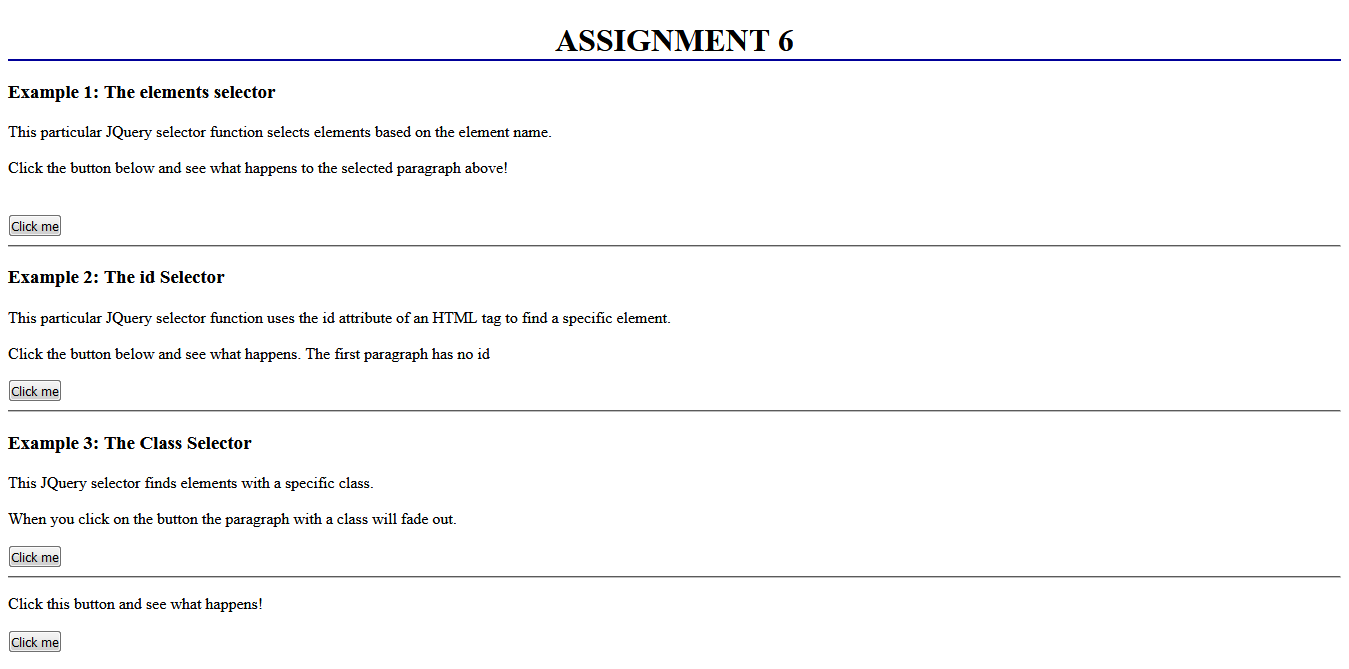 ASSIGNMENT 6
Example 1: The elements selector
This particular JQuery selector function selects elements based on the element name.
Click the button below and see what happens to the selected paragraph above!
Click me
Example 2: The id Selector
This particular JQuery selector function uses the id attribute of an HTML tag to find a specific element.
Click the button below and see what happens. The first paragraph has no id
Click me
Example 3: The Class Selector
This JQuery selector finds elements with a specific class.
When you click on the button the paragraph with a class will fade out.
Click me
Click this button and see what happens!
Click me